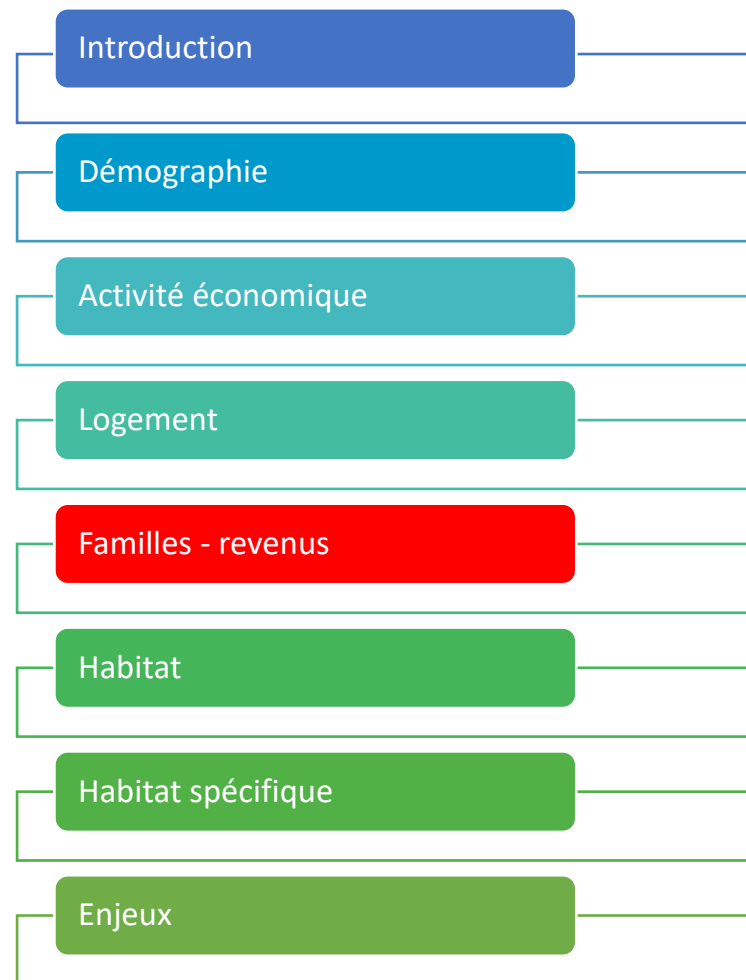 Introduction
Démographie
Activité économique
Logement
Familles - revenus
Habitat
Habitat spécifique
Enjeux